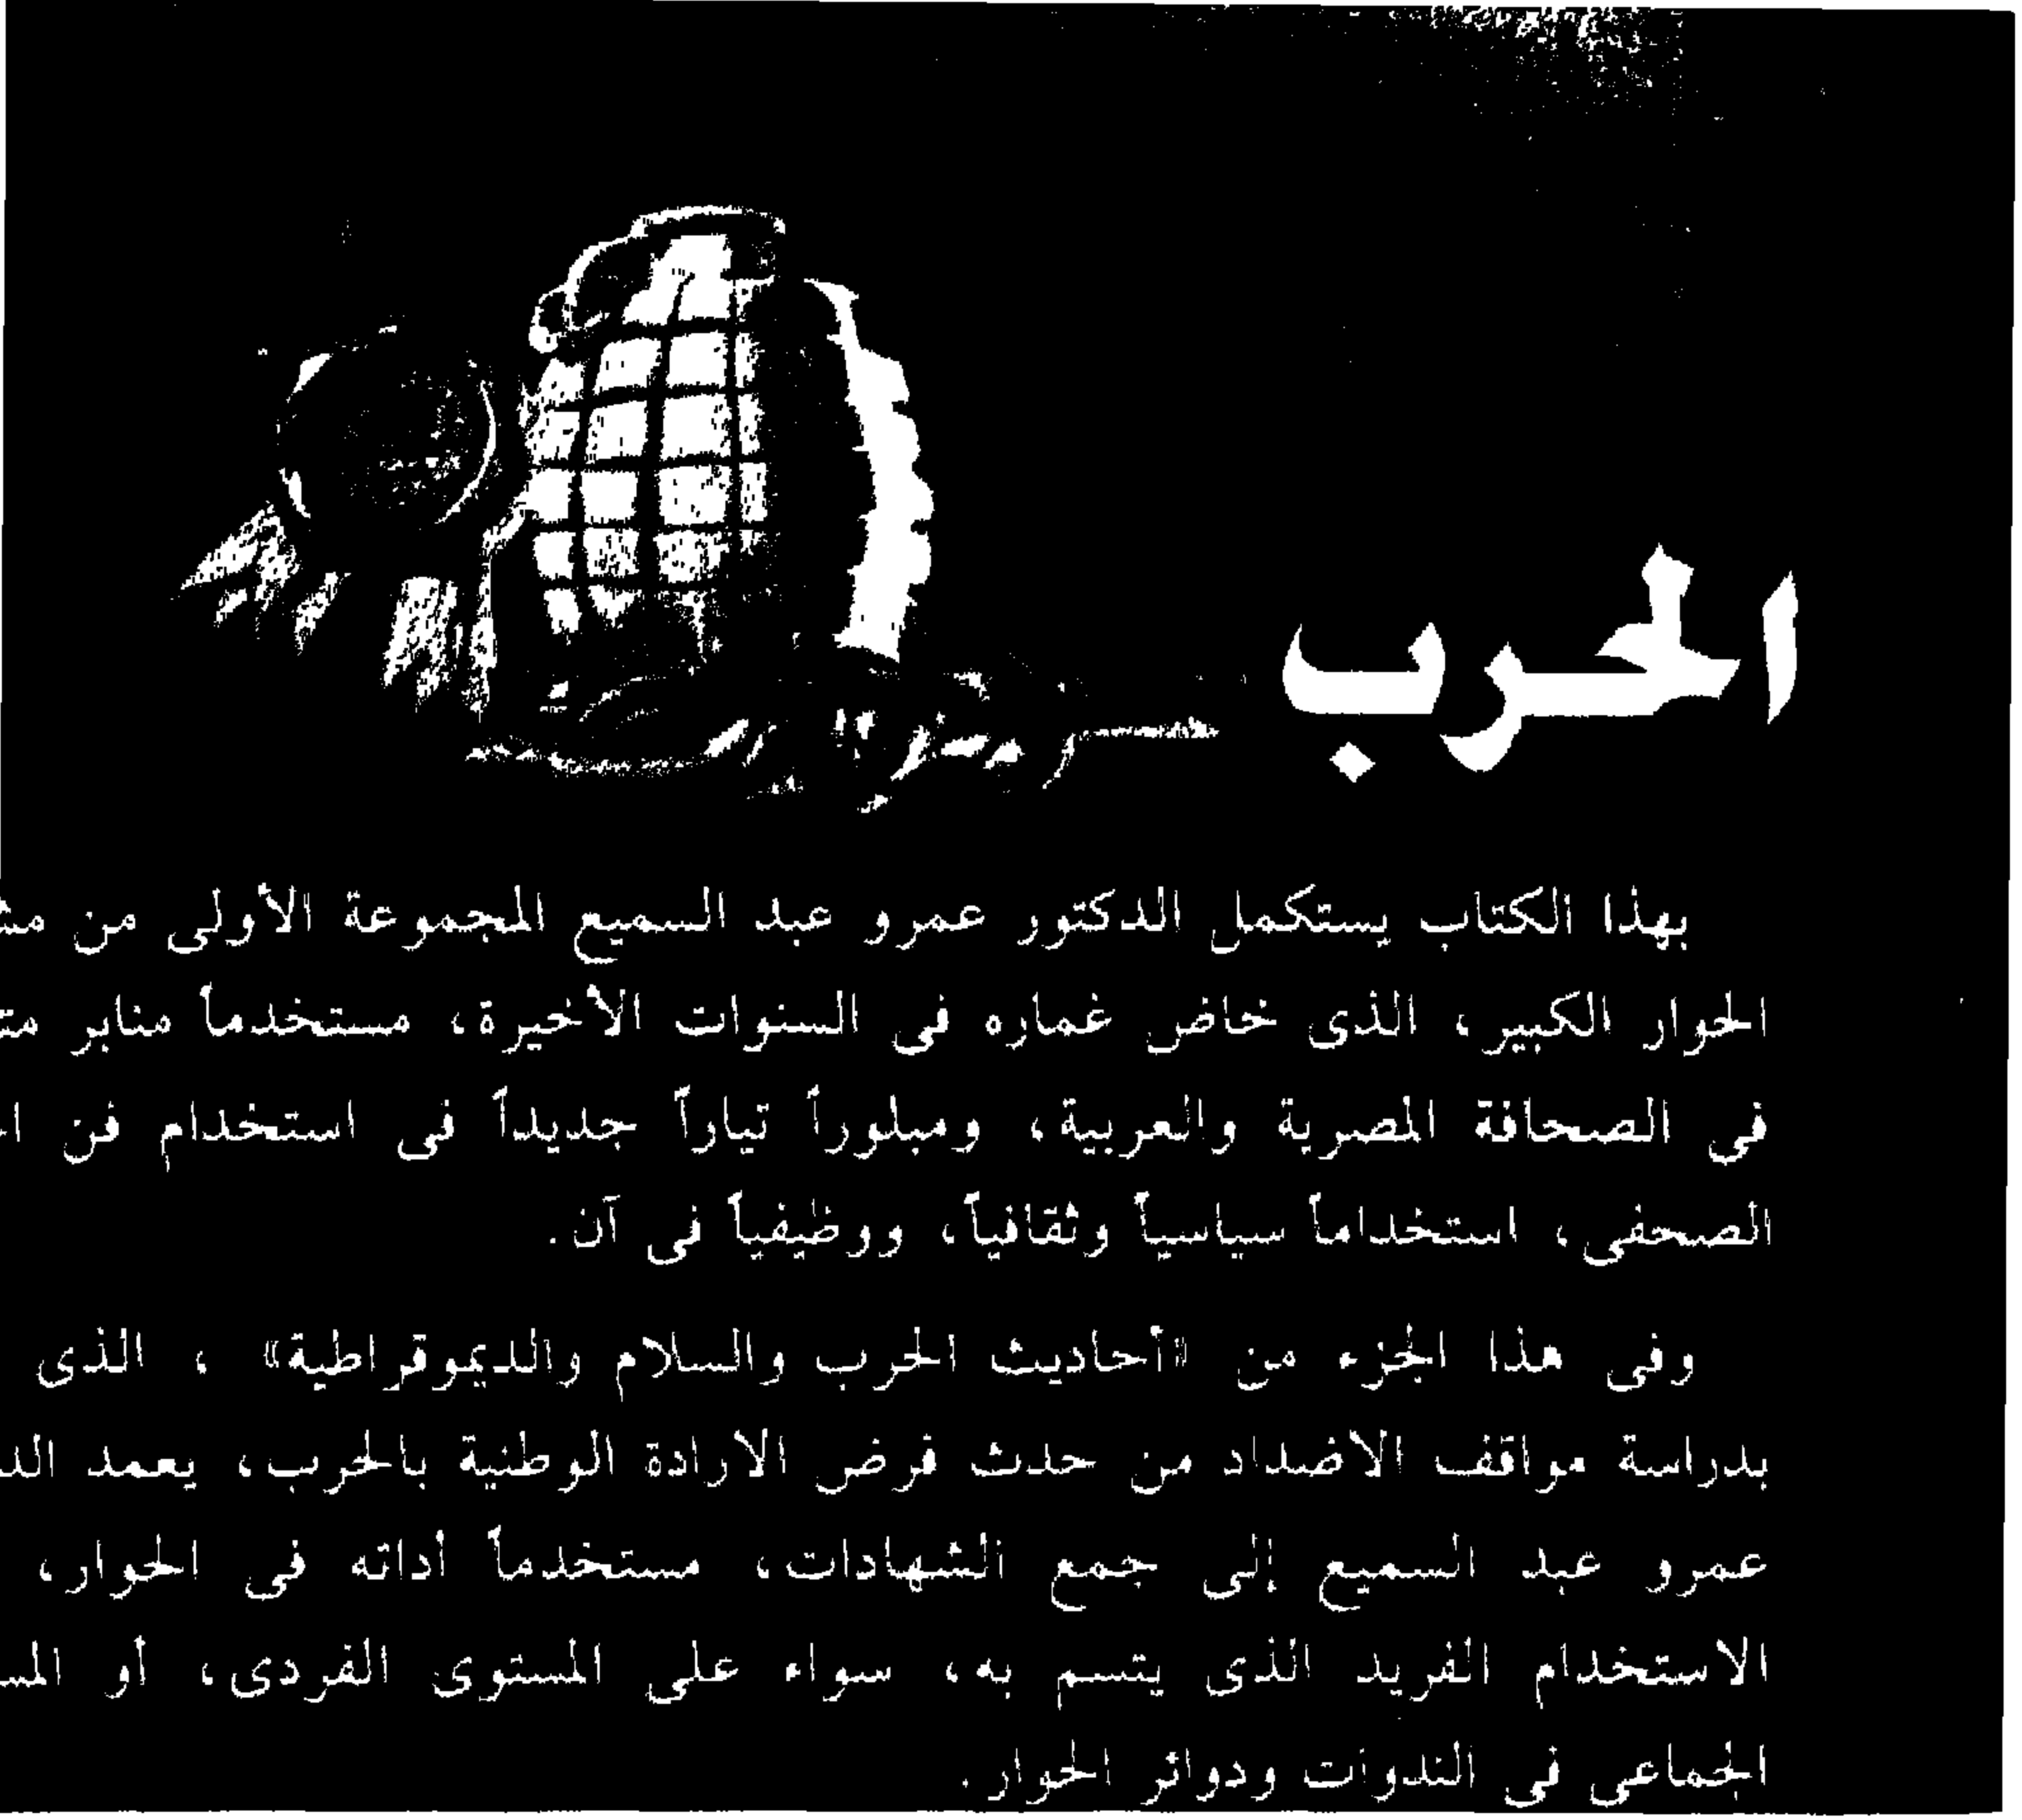 الحرب
بهذا الكتاب يستكمل الدكتور عمرو عبد السميع المجموعة الأولى من
الحوار الكبير، الذى خاض غماره فى السنوات الأخيرة، مستخدماً منابر
فى الصحافة المصرية والعربية، ومبلوراً تياراً جديداً فى استخدام فن
الصحفى، استخداماً سياسياً وثقافياً، ووظيفياً فى آن.
وفى هذا الجزء من «أحاديث الحرب والسلام والديموقراطية» ، الذى
بدراسة مواقف الاضداد من حدث فرض الارادة الوطنية بالحرب، يعمد
عمرو عبد السميع إلى جمع الشهادات، مستخدماً أداته فى الحوار،
الاستخدام الفريد الذى يتسم به، سواء على المستوى الفردى، أو
الجماعى فى الندوات ودوائر الحوار.